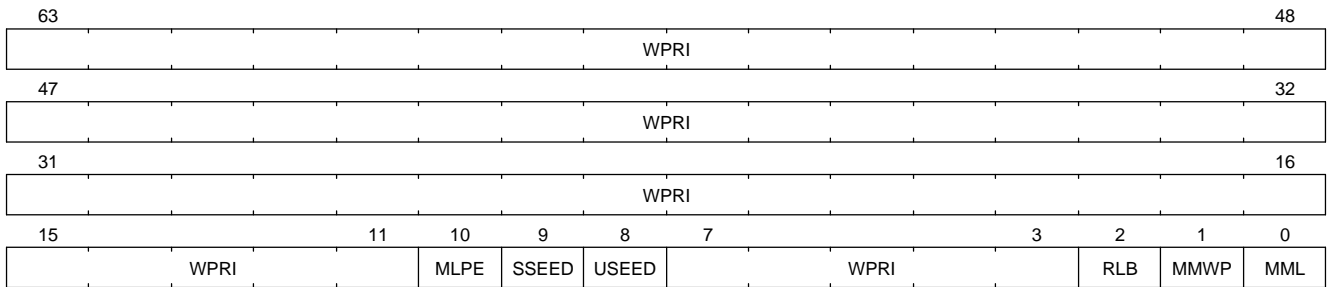 63 48
WPRI
47 32
WPRI
31 16
WPRI
15 11 10 9 8 7 3 2 1 0
WPRI MLPE SSEED USEED WPRI RLB MMWP MML